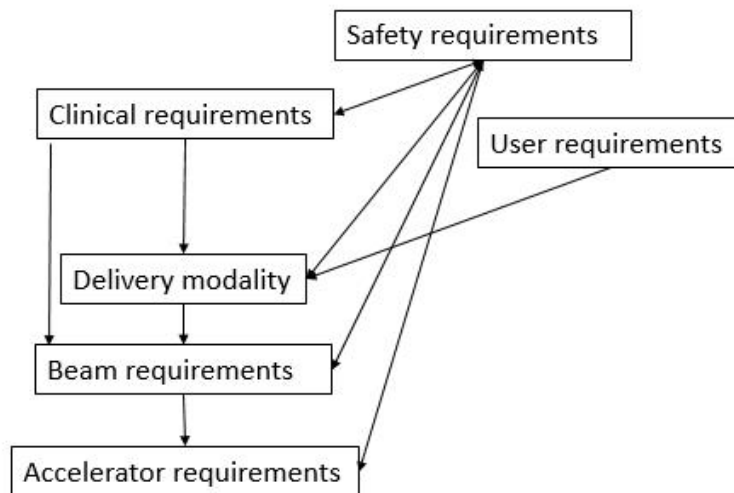 Safety requirements
Clinical requirements
User requirements
Delivery modality
Beam requirements
Accelerator requirements